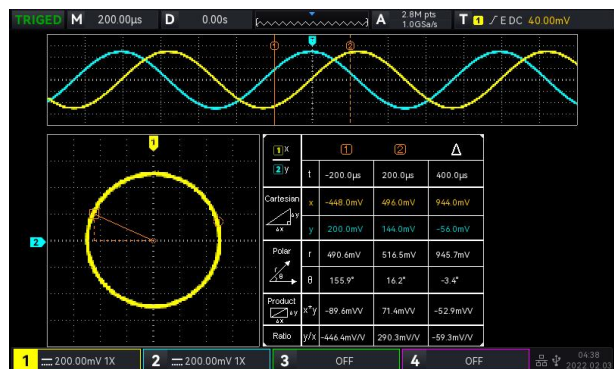 TRIGED M 200.00μs D 0.00s A 2.8M pts 1.0GSa/s T 1 E DC 40.00mV
1 2
T
1
2
1 X
2 y
1 2 Δ
t -200.0μs 200.0μs 400.0μs
Cartesian
Δy
Δx
x -448.0mV 496.0mV 944.0mV
y 200.0mV 144.0mV -56.0mV
Polar
r
θ
r 490.6mV 516.5mV 945.7mV
θ 155.9° 16.2° -3.4°
Product
Δy
Δx
x*y -89.6mVV 71.4mVV -52.9mVV
Ratio y/x -446.4mV/V 290.3mV/V -59.3mV/V
1 200.00mV 1X 2 200.00mV 1X 3 OFF 4 OFF 04:38
2022 02 03